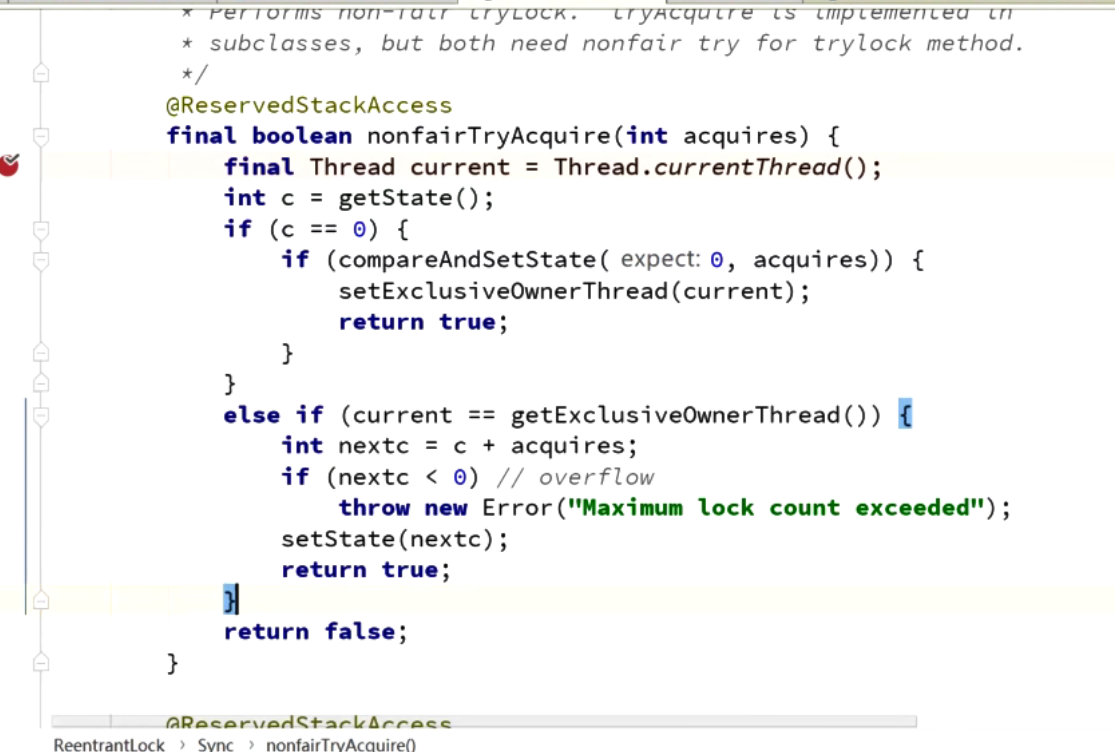 * Performs non-fair tryLock. tryAcquire is implemented in
* subclasses, but both need nonfair try for trylock method.
*/
@ReservedStackAccess
final boolean nonfairTryAcquire(int acquires) {
final Thread current = Thread.currentThread();
int c = getState();
if (c == 0) {
if (compareAndSetState( expect: 0, acquires)) {
setExclusiveOwnerThread(current);
return true;
}
}
else if (current == getExclusiveOwnerThread()) {
int nextc = c + acquires;
if (nextc < 0) // overflow
throw new Error("Maximum lock count exceeded");
setState(nextc);
return true;
}
return false;
}
@ReservedStackAccess
ReentrantLock › Sync › nonfairTryAcquire()